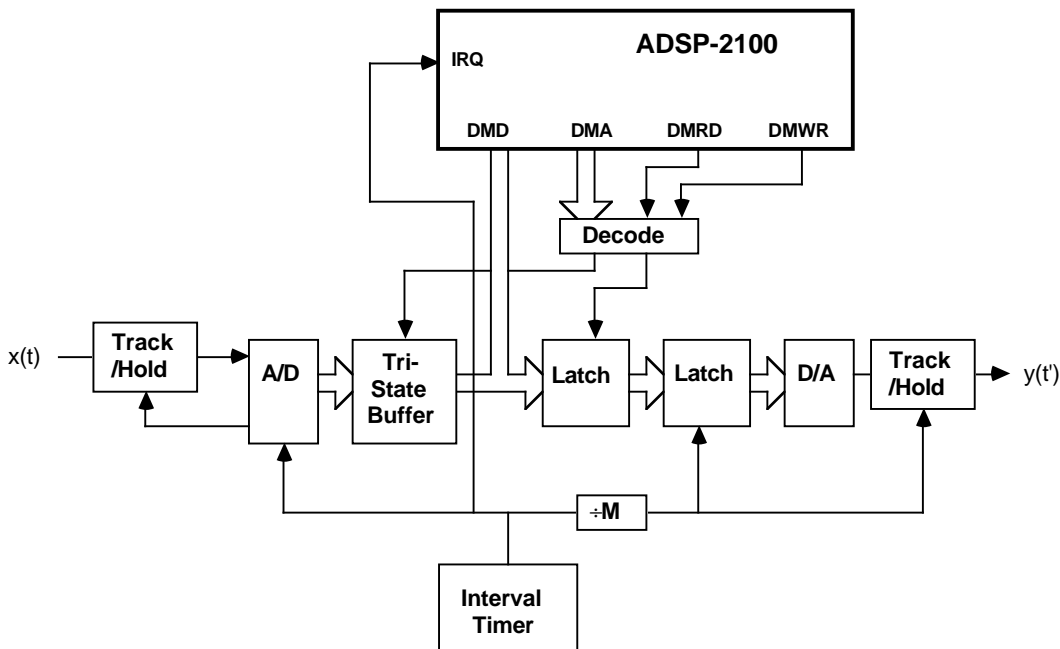 ADSP-2100
IRQ
DMD DMA DMRD DMWR
Decode
x(t)
Track
/Hold
A/D
Tri-
State
Buffer
Latch
Latch
D/A
Track
/Hold
y(t')
÷M
Interval
Timer